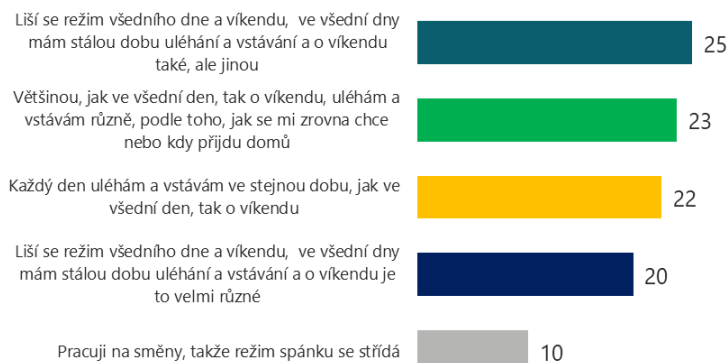 Liší se režim všedního dne a víkendu, ve všední dny
mám stálou dobu uléhání a vstávání a o víkendu
také, ale jinou
25
Většinou, jak ve všední den, tak o víkendu, uléhám a
vstávám různě, podle toho, jak se mi zrovna chce
nebo kdy přijdu domů
23
Každý den uléhám a vstávám ve stejnou dobu, jak ve
všední den, tak o víkendu
22
Liší se režim všedního dne a víkendu, ve všední dny
mám stálou dobu uléhání a vstávání a o víkendu je
to velmi různé
20
Pracuji na směny, takže režim spánku se střídá
10